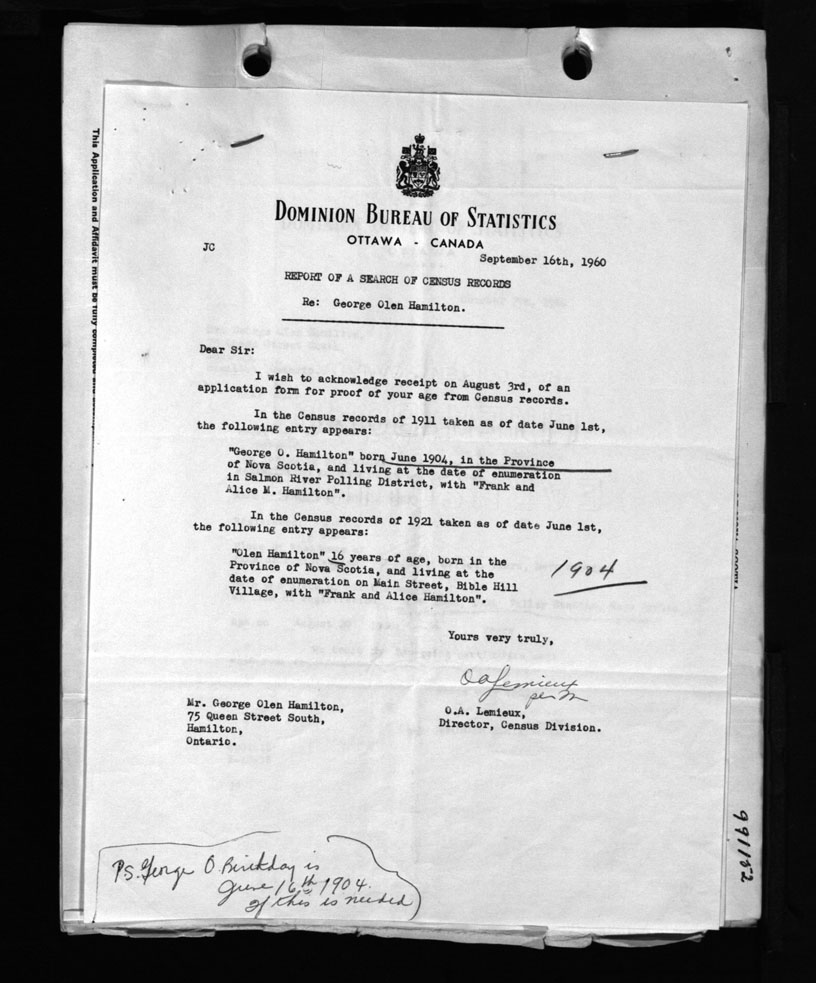 This Application and Affidavit must be fully completed and
DOMINION BUREAU OF STATISTICS
OTTAWA - CANADA
JC
September 16th, 1960
REPORT OF A SEARCH OF CENSUS RECORDS
Re: George Olen Hamilton.
Dear Sir:
I wish to acknowledge receipt on August 3rd, of an
application form for proof of your age from Census records.
In the Census records of 1911 taken as of date June 1st,
the following entry appears:
"George O. Hamilton" born June 1904, in the Province
of Nova Scotia, and living at the date of enumeration
in Salmon River Polling District, with "Frank and
Alice M. Hamilton".
In the Census records of 1921 taken as of date June 1st,
the following entry appears:
"Olen Hamilton" 16 years of age, born in the
Province of Nova Scotia, and living at the
date of enumeration on Main Street, Bible Hill
Village, with "Frank and Alice Hamilton".
1904
Yours very truly,
OALemieux
per
Mr. George Olen Hamilton,
75 Queen Street South,
Hamilton,
Ontario.
O.A. Lemieux,
Director, Census Division.
P.S. George O. Birthday is
June 16th 1904.
If this is needed
991152